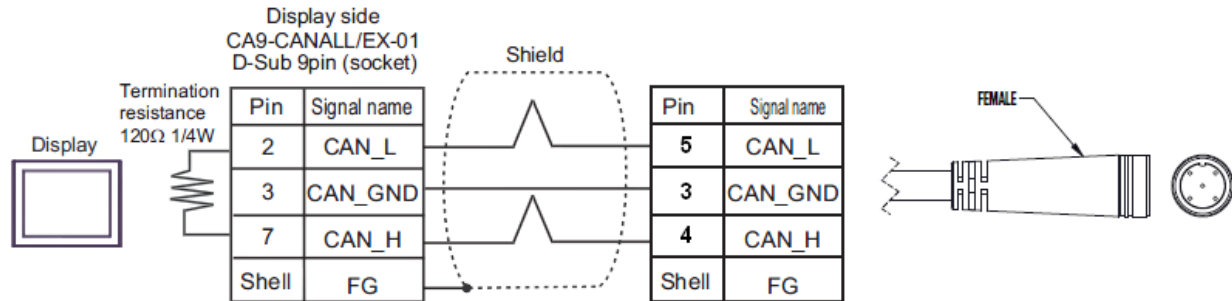 Display side
CA9-CANALL/EX-01
D-Sub 9pin (socket)
Shield
Termination
resistance
120Ω 1/4W
Display
Pin Signal name
2 CAN_L
3 CAN_GND
7 CAN_H
Shell FG
Pin Signal name
5 CAN_L
3 CAN_GND
4 CAN_H
Shell FG
FEMALE